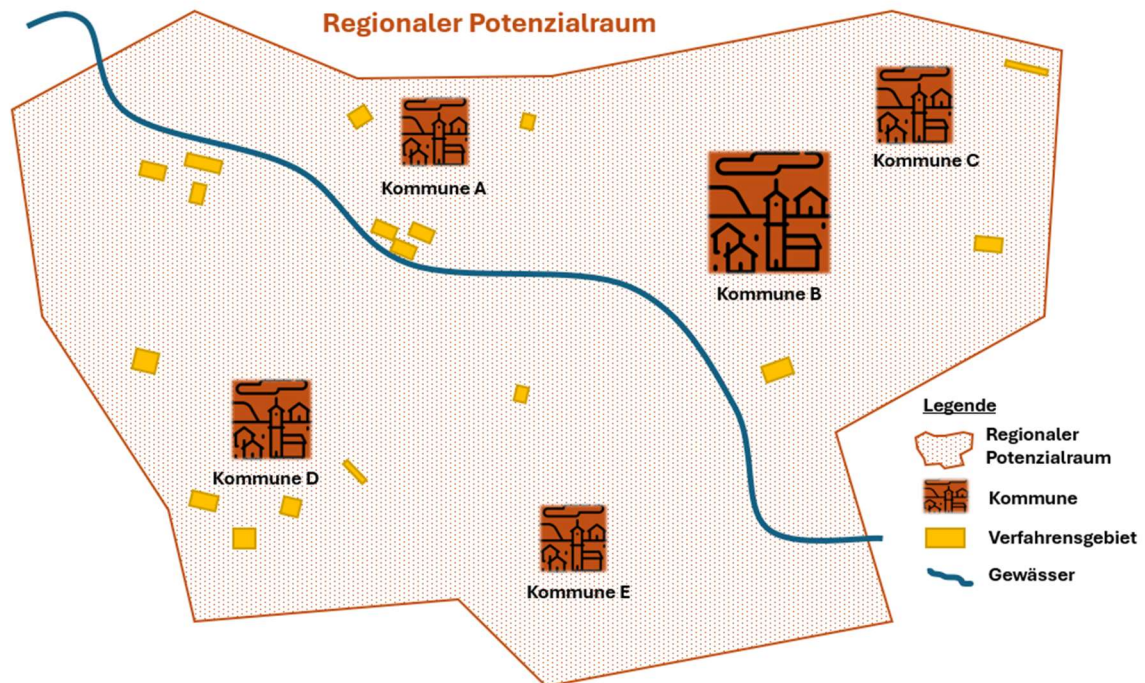 Regionaler Potenzialraum
Kommune A
Kommune C
Kommune B
Kommune D
Kommune E
Legende
Regionaler
Potenzialraum
Kommune
Verfahrensgebiet
Gewässer